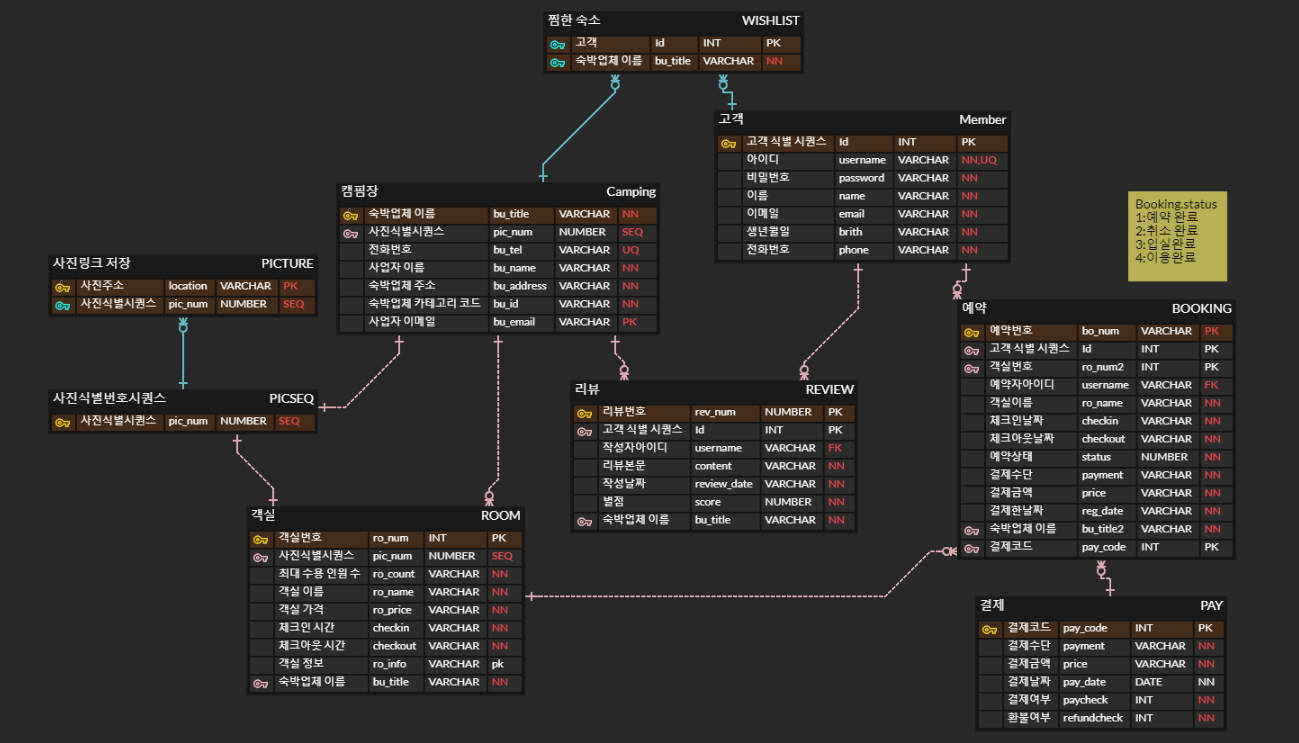 찜한 숙소 WISHLIST
고객 Id INT PK
숙박업체 이름 bu_title VARCHAR NN
고객 Member
고객 식별 시퀀스 Id INT PK
아이디 username VARCHAR NN,UQ
비밀번호 password VARCHAR NN
이름 name VARCHAR NN
이메일 email VARCHAR NN
생년월일 brith VARCHAR NN
전화번호 phone VARCHAR NN
캠핑장 Camping
숙박업체 이름 bu_title VARCHAR NN
사진식별시퀀스 pic_num NUMBER SEQ
전화번호 bu_tel VARCHAR UQ
사업자 이름 bu_name VARCHAR NN
숙박업체 주소 bu_address VARCHAR NN
숙박업체 카테고리 코드 bu_id VARCHAR NN
사업자 이메일 bu_email VARCHAR PK
Booking.status
1:예약 완료
2:취소 완료
3:입실완료
4:이용완료
사진링크 저장 PICTURE
사진주소 location VARCHAR PK
사진식별시퀀스 pic_num NUMBER SEQ
사진식별번호시퀀스 PICSEQ
사진식별시퀀스 pic_num NUMBER SEQ
리뷰 REVIEW
리뷰번호 rev_num NUMBER PK
고객 식별 시퀀스 Id INT PK
작성자아이디 username VARCHAR FK
리뷰본문 content VARCHAR NN
작성날짜 review_date VARCHAR NN
별점 score NUMBER NN
숙박업체 이름 bu_title VARCHAR NN
예약 BOOKING
예약번호 bo_num VARCHAR PK
고객 식별 시퀀스 Id INT PK
객실번호 ro_num2 INT PK
예약자아이디 username VARCHAR FK
객실이름 ro_name VARCHAR NN
체크인날짜 checkin VARCHAR NN
체크아웃날짜 checkout VARCHAR NN
예약상태 status NUMBER NN
결제수단 payment VARCHAR NN
결제금액 price VARCHAR NN
결제한날짜 reg_date VARCHAR NN
숙박업체 이름 bu_title2 VARCHAR NN
결제코드 pay_code INT PK
객실 ROOM
객실번호 ro_num INT PK
사진식별시퀀스 pic_num NUMBER SEQ
최대 수용 인원 수 ro_count VARCHAR NN
객실 이름 ro_name VARCHAR NN
객실 가격 ro_price VARCHAR NN
체크인 시간 checkin VARCHAR NN
체크아웃 시간 checkout VARCHAR NN
객실 정보 ro_info VARCHAR pk
숙박업체 이름 bu_title VARCHAR NN
결제 PAY
결제코드 pay_code INT PK
결제수단 payment VARCHAR NN
결제금액 price VARCHAR NN
결제날짜 pay_date DATE NN
결제여부 paycheck INT NN
환불여부 refundcheck INT NN